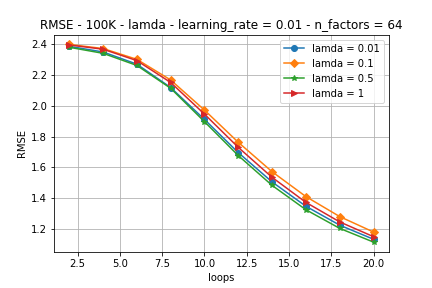 RMSE - 100K - lamda - learning_rate = 0.01 - n_factors = 64
lamda = 0.01
lamda = 0.1
lamda = 0.5
lamda = 1
RMSE
2.4
2.2
2.0
1.8
1.6
1.4
1.2
2.5 5.0 7.5 10.0 12.5 15.0 17.5 20.0
loops